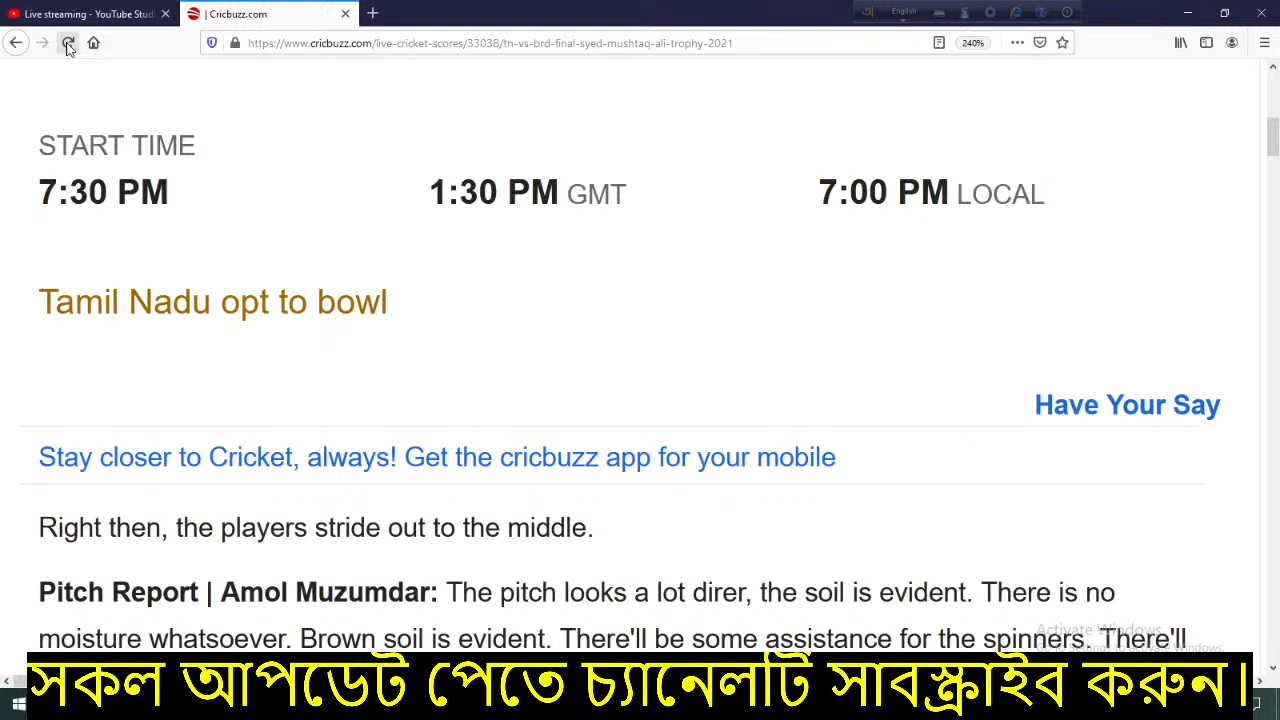 Live streaming - YouTube Stud
| Cricbuzz.com
English
https://www.cricbuzz.com/live-cricket-scores/33038/tn-vs-brd-final-syed-mushtaq-ali-trophy-2021
240%
START TIME
7:30 PM 1:30 PM GMT 7:00 PM LOCAL
Tamil Nadu opt to bowl
Have Your Say
Stay closer to Cricket, always! Get the cricbuzz app for your mobile
Right then, the players stride out to the middle.
Pitch Report | Amol Muzumdar: The pitch looks a lot direr, the soil is evident. There is no
Activate Windows
moisture whatsoever. Brown soil is evident. There'll be some assistance for the spinners. There'll
সকল আপডেট পেতে চ্যানেলটি সাবস্ক্রাইব করুন।